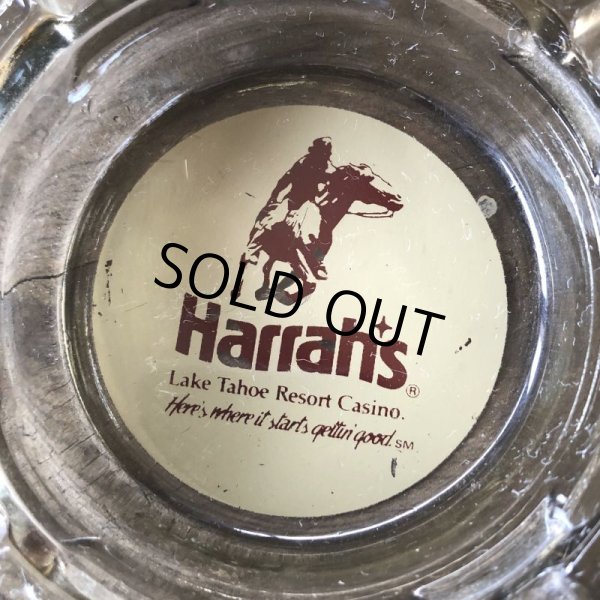 SOLD OUT
Harrah's®
Lake Tahoe Resort Casino.
Here's where it starts gettin' good. SM